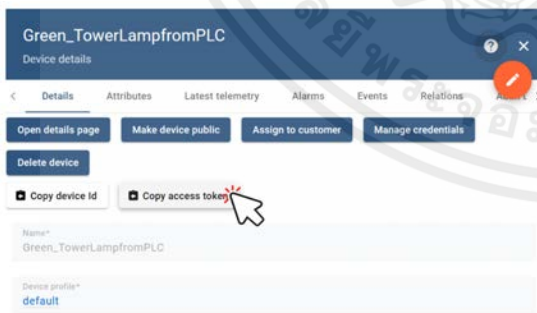 Green_TowerLampfromPLC
Device details
Details Attributes Latest telemetry Alarms Events Relations
Open details page Make device public Assign to customer Manage credentials
Delete device
Copy device Id Copy access token
Name*
Green_TowerLampfromPLC
Device profile*
default